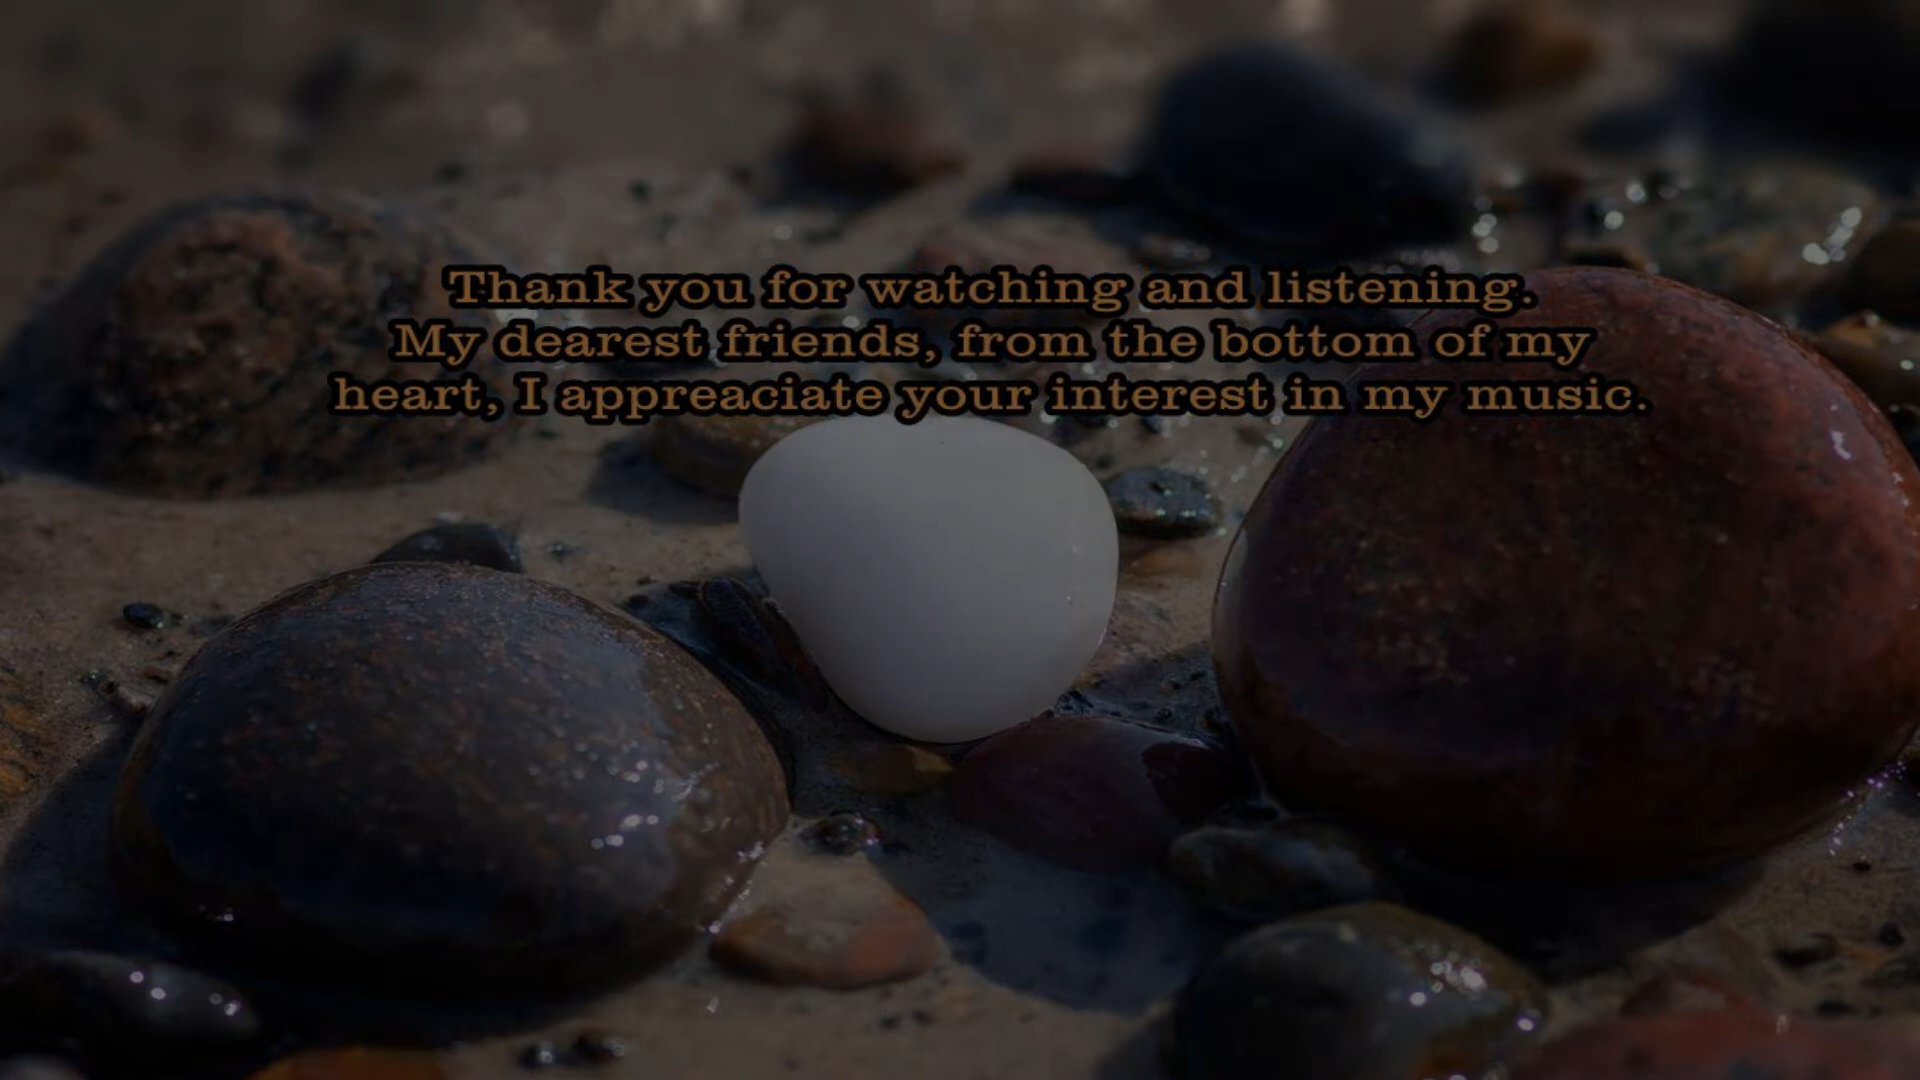 Thank you for watching and listening.
My dearest friends, from the bottom of my
heart, I appreaciate your interest in my music.